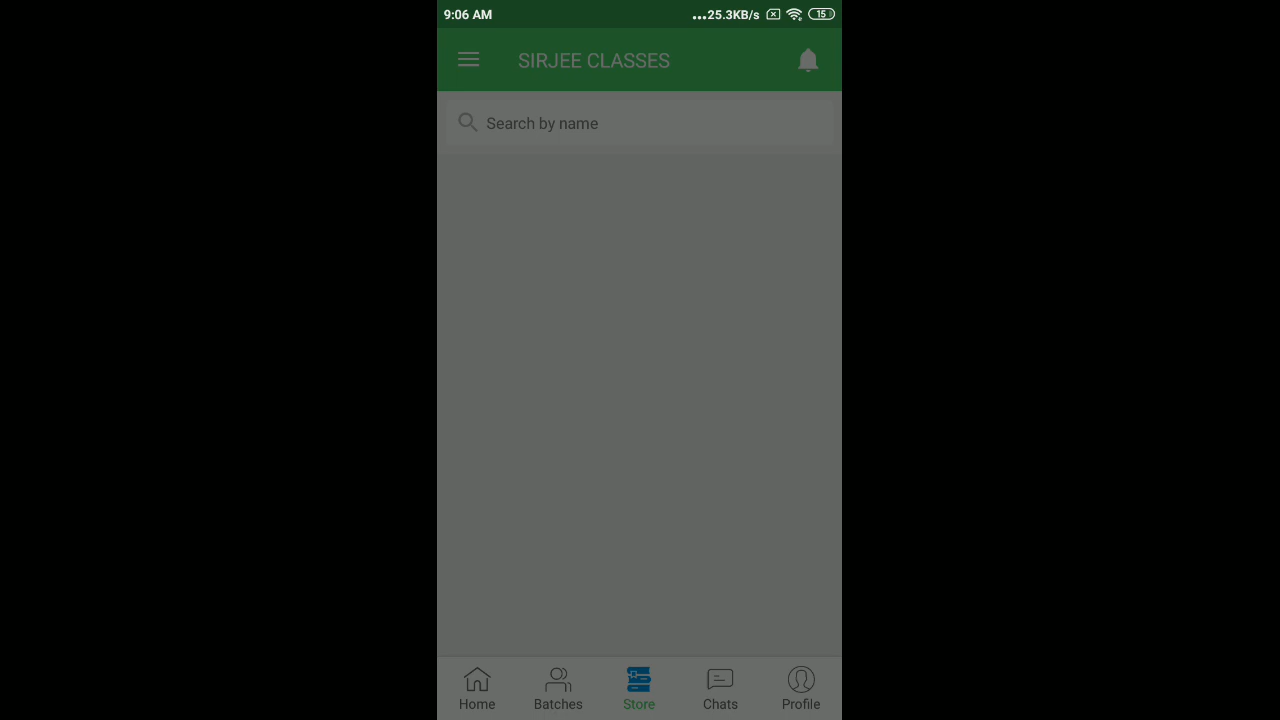 9:06 AM ...25.3KB/s 15
SIRJEE CLASSES
Search by name
Home Batches Store Chats Profile